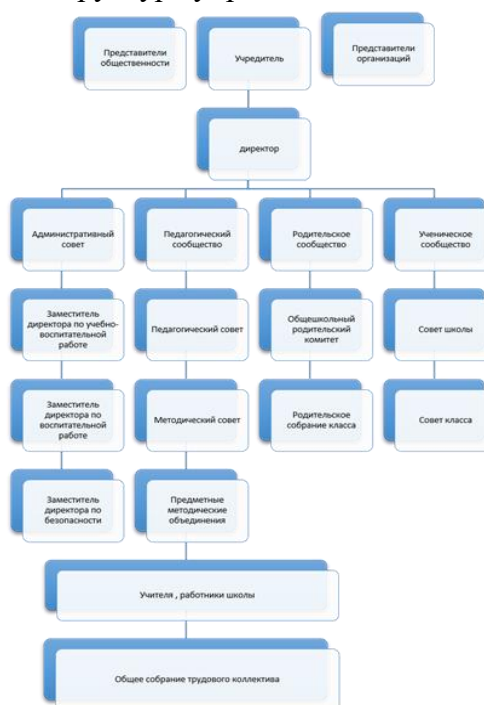 Представители
общественности
Учредитель
Представители
организаций
директор
Административный
совет
Педагогический
сообщество
Родительское
сообщество
Ученическое
сообщество
Заместитель
директора по учебно-
воспитательной
работе
Педагогический совет
Общешкольный
родительский
комитет
Совет школы
Заместитель
директора по
воспитательной
работе
Методический совет
Родительское
собрание класса
Совет класса
Заместитель
директора по
безопасности
Предметные
методические
объединения
Учителя , работники школы
Общее собрание трудового коллектива